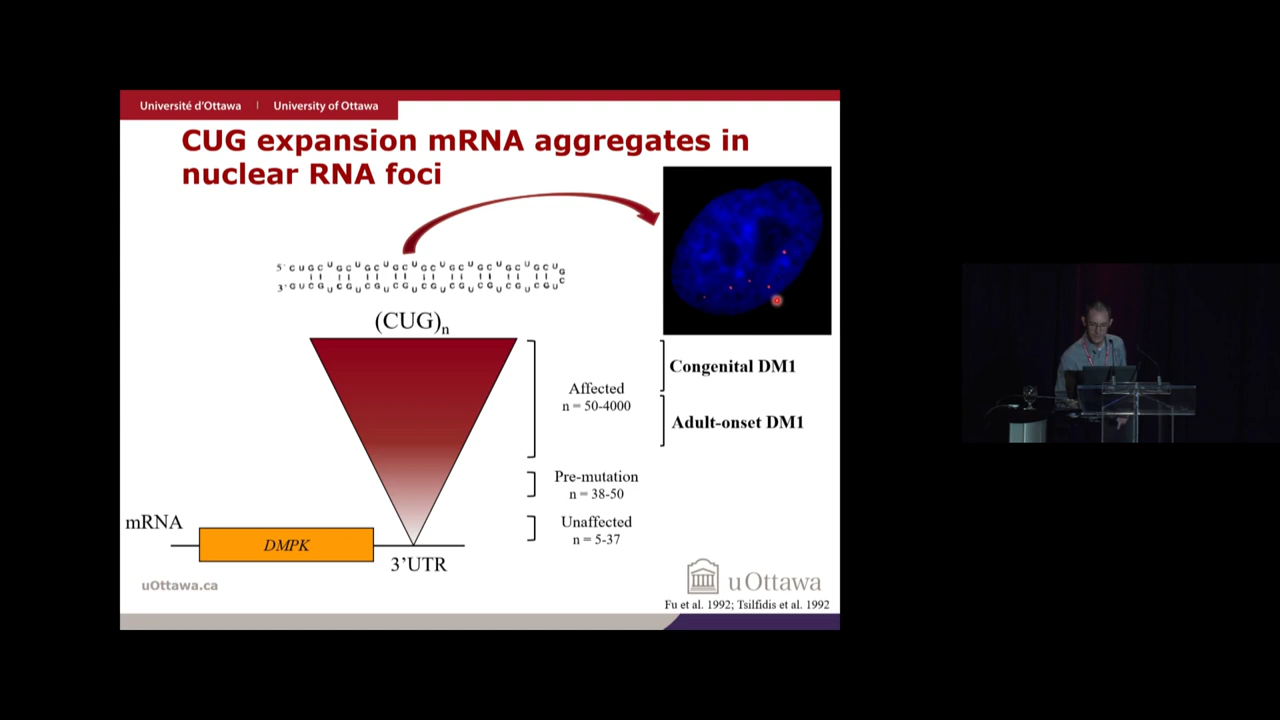 Université d'Ottawa | University of Ottawa
CUG expansion mRNA aggregates in
nuclear RNA foci
(CUG)n
Affected
n = 50-4000
Congenital DM1
Adult-onset DM1
Pre-mutation
n = 38-50
Unaffected
n = 5-37
mRNA
DMPK
3'UTR
uOttawa.ca
uOttawa
Fu et al. 1992; Tsilfidis et al. 1992